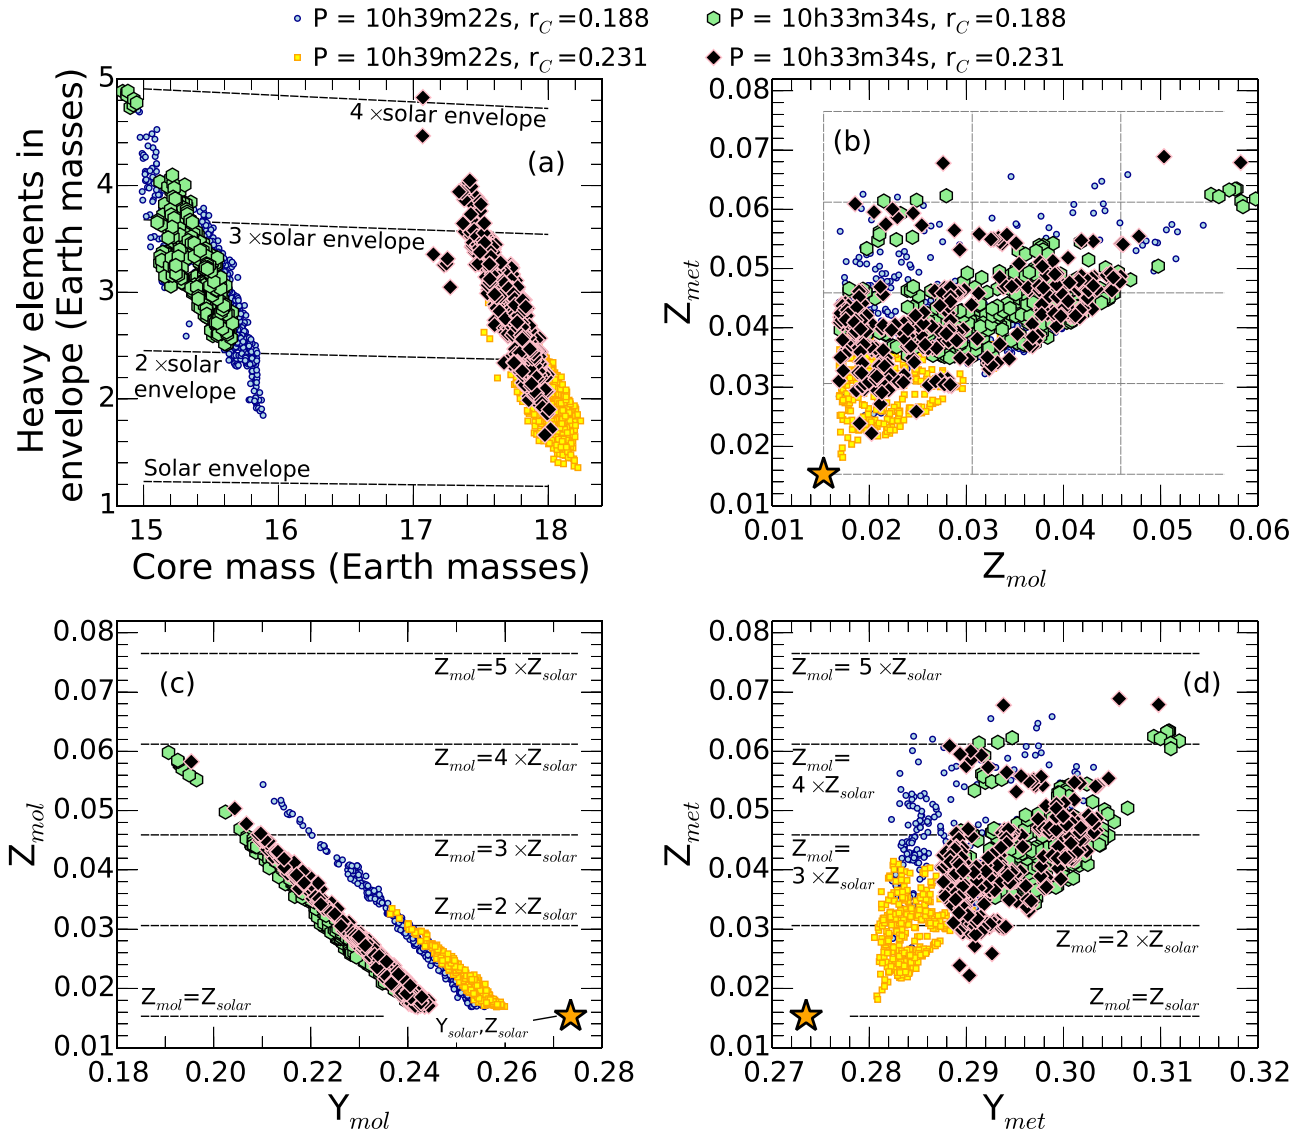 P = 10h39m22s, r_C=0.188
P = 10h33m34s, r_C=0.188
P = 10h39m22s, r_C=0.231
P = 10h33m34s, r_C=0.231
Heavy elements in
envelope (Earth masses)
5
4
3
2
1
4 ×solar envelope
(a)
3 ×solar envelope
2 ×solar
envelope
Solar envelope
15 16 17 18
Core mass (Earth masses)
Z_met
0.08
0.07
0.06
0.05
0.04
0.03
0.02
0.01
(b)
0.01 0.02 0.03 0.04 0.05 0.06
Z_mol
Z_mol
0.08
0.07
0.06
0.05
0.04
0.03
0.02
0.01
Z_mol=5 ×Z_solar
(c)
Z_mol=4 ×Z_solar
Z_mol=3 ×Z_solar
Z_mol=2 ×Z_solar
Z_mol=Z_solar
Y_solar,Z_solar
0.18 0.20 0.22 0.24 0.26 0.28
Y_mol
Z_met
0.08
0.07
0.06
0.05
0.04
0.03
0.02
0.01
Z_mol= 5 ×Z_solar
(d)
Z_mol=
4 ×Z_solar
Z_mol=
3 ×Z_solar
Z_mol=2 ×Z_solar
Z_mol=Z_solar
0.27 0.28 0.29 0.30 0.31 0.32
Y_met